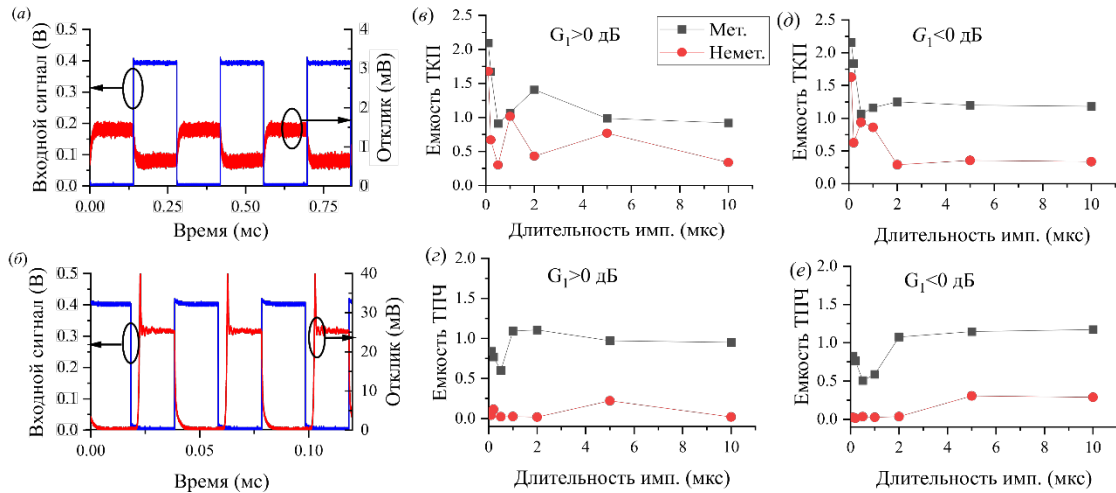 (а)
Входной сигнал (В)
0.5
0.4
0.3
0.2
0.1
0.0
4
3
2
1
0
Отклик (мВ)
0.00 0.25 0.50 0.75
Время (мс)
(в)
G1>0 дБ
Мет.
Немет.
Емкость ТКП
2.5
2.0
1.5
1.0
0.5
0.0
0 2 4 6 8 10
Длительность имп. (мкс)
(д)
G1<0 дБ
Емкость ТКП
2.5
2.0
1.5
1.0
0.5
0.0
0 2 4 6 8 10
Длительность имп. (мкс)
(б)
Входной сигнал (В)
0.5
0.4
0.3
0.2
0.1
0.0
40
30
20
10
0
Отклик (мВ)
0.00 0.05 0.10
Время (мс)
(г)
G1>0 дБ
Емкость ТПЧ
2.0
1.5
1.0
0.5
0.0
0 2 4 6 8 10
Длительность имп. (мкс)
(е)
G1<0 дБ
Емкость ТПЧ
2.0
1.5
1.0
0.5
0.0
0 2 4 6 8 10
Длительность имп. (мкс)